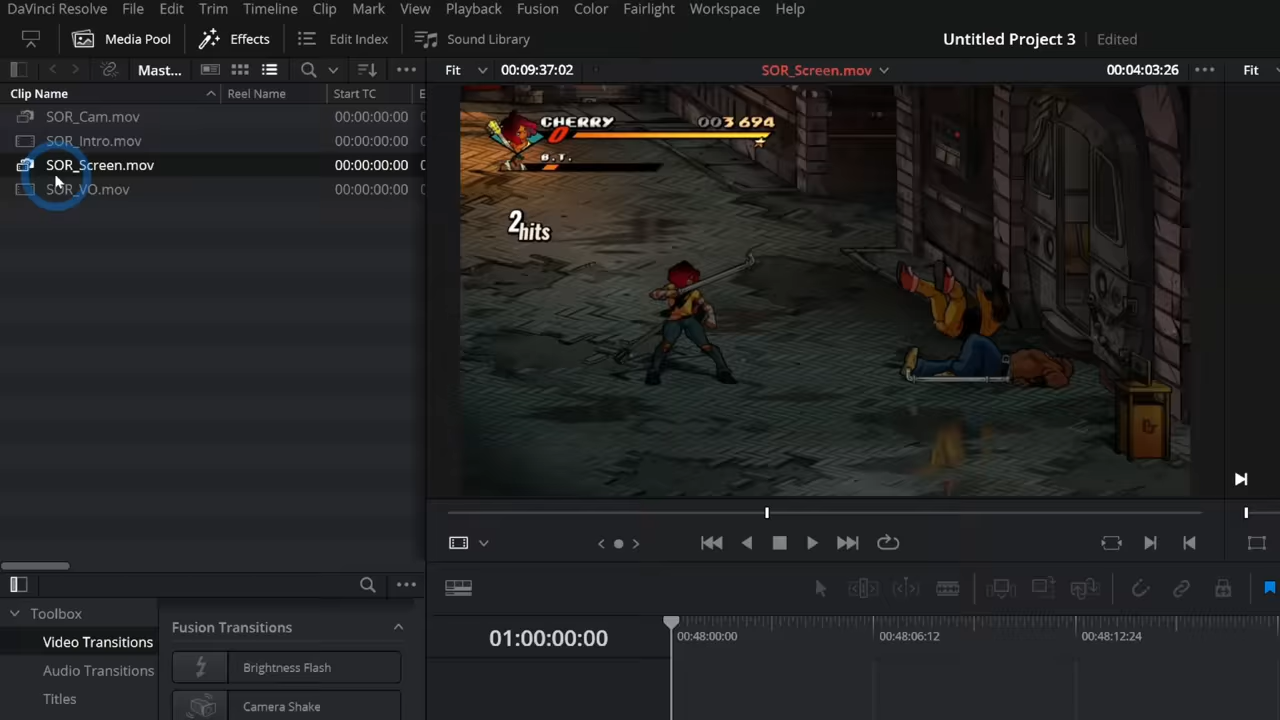 DaVinci Resolve File Edit Trim Timeline Clip Mark View Playback Fusion Color Fairlight Workspace Help
Media Pool Effects Edit Index Sound Library Untitled Project 3 Edited
Mast... Fit 00:09:37:02 SOR_Screen.mov 00:04:03:26 Fit
Clip Name Reel Name Start TC
SOR_Cam.mov 00:00:00:00
SOR_Intro.mov 00:00:00:00
SOR_Screen.mov 00:00:00:00
SOR_VO.mov 00:00:00:00
CHERRY 003694
0
B.T.
2hits
Toolbox
Video Transitions
Audio Transitions
Titles
Fusion Transitions
Brightness Flash
Camera Shake
01:00:00:00 00:48:00:00 00:48:06:12 00:48:12:24